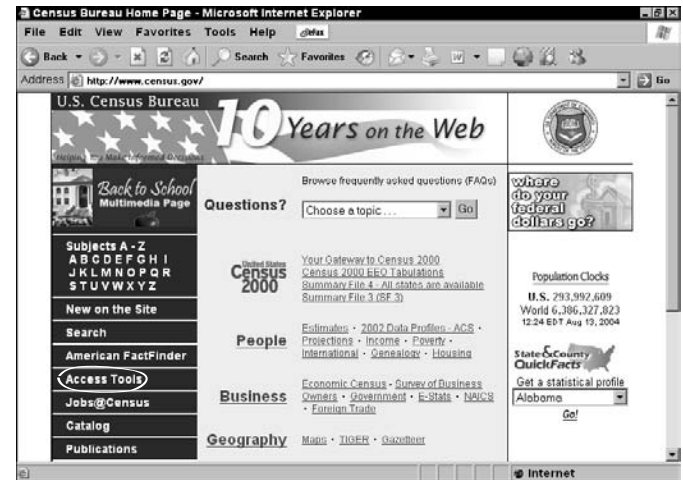 Census Bureau Home Page - Microsoft Internet Explorer
File Edit View Favorites Tools Help
Back Search Favorites
Address http://www.census.gov/ Go
U.S. Census Bureau
10 Years on the Web
Helping You Make Informed Decisions
Back to School
Multimedia Page
Subjects A - Z
A B C D E F G H I
J K L M N O P Q R
S T U V W X Y Z
New on the Site
Search
American FactFinder
Access Tools
Jobs@Census
Catalog
Publications
Browse frequently asked questions (FAQs)
Questions? Choose a topic . . . Go
United States
Census
2000
Your Gateway to Census 2000
Census 2000 EEO Tabulations
Summary File 4 - All states are available
Summary File 3 (SF 3)
People
Estimates · 2002 Data Profiles - ACS ·
Projections · Income · Poverty ·
International · Genealogy · Housing
Business
Economic Census · Survey of Business
Owners · Government · E-Stats · NAICS
· Foreign Trade
Geography
Maps · TIGER · Gazetteer
where
do your
federal
dollars go?
Population Clocks
U.S. 293,992,609
World 6,386,327,823
12:24 EDT Aug 13, 2004
State & County
QuickFacts
Get a statistical profile
Alabama
Go!
Internet